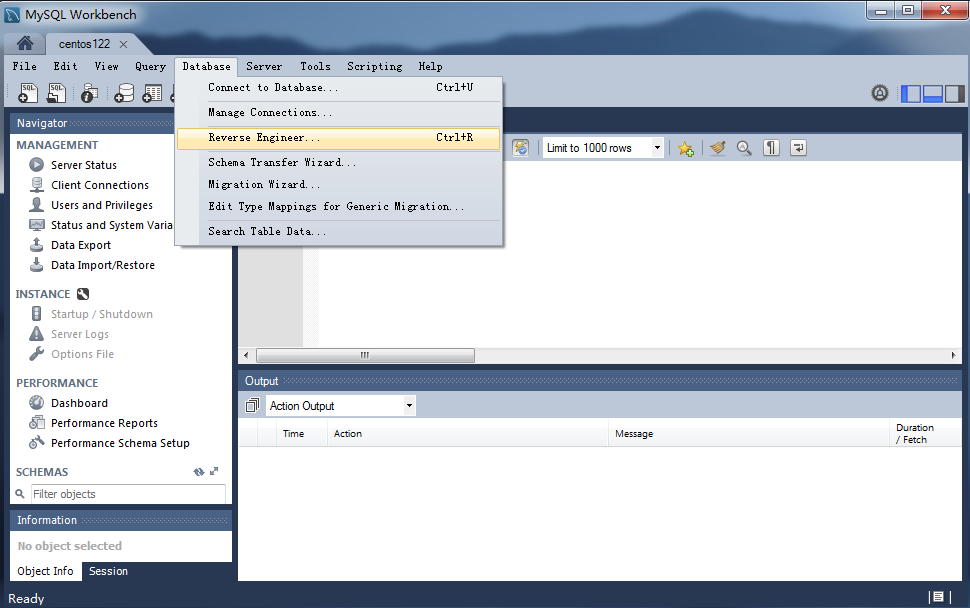 MySQL Workbench
centos122
File Edit View Query Database Server Tools Scripting Help
Connect to Database... Ctrl+U
Manage Connections...
Reverse Engineer... Ctrl+R
Schema Transfer Wizard...
Migration Wizard...
Edit Type Mappings for Generic Migration...
Search Table Data...
SQL SQL
Limit to 1000 rows
Navigator
MANAGEMENT
Server Status
Client Connections
Users and Privileges
Status and System Varia
Data Export
Data Import/Restore
INSTANCE
Startup / Shutdown
Server Logs
Options File
PERFORMANCE
Dashboard
Performance Reports
Performance Schema Setup
SCHEMAS
Filter objects
Information
No object selected
Object Info Session
Output
Action Output
Time Action Message Duration / Fetch
Ready